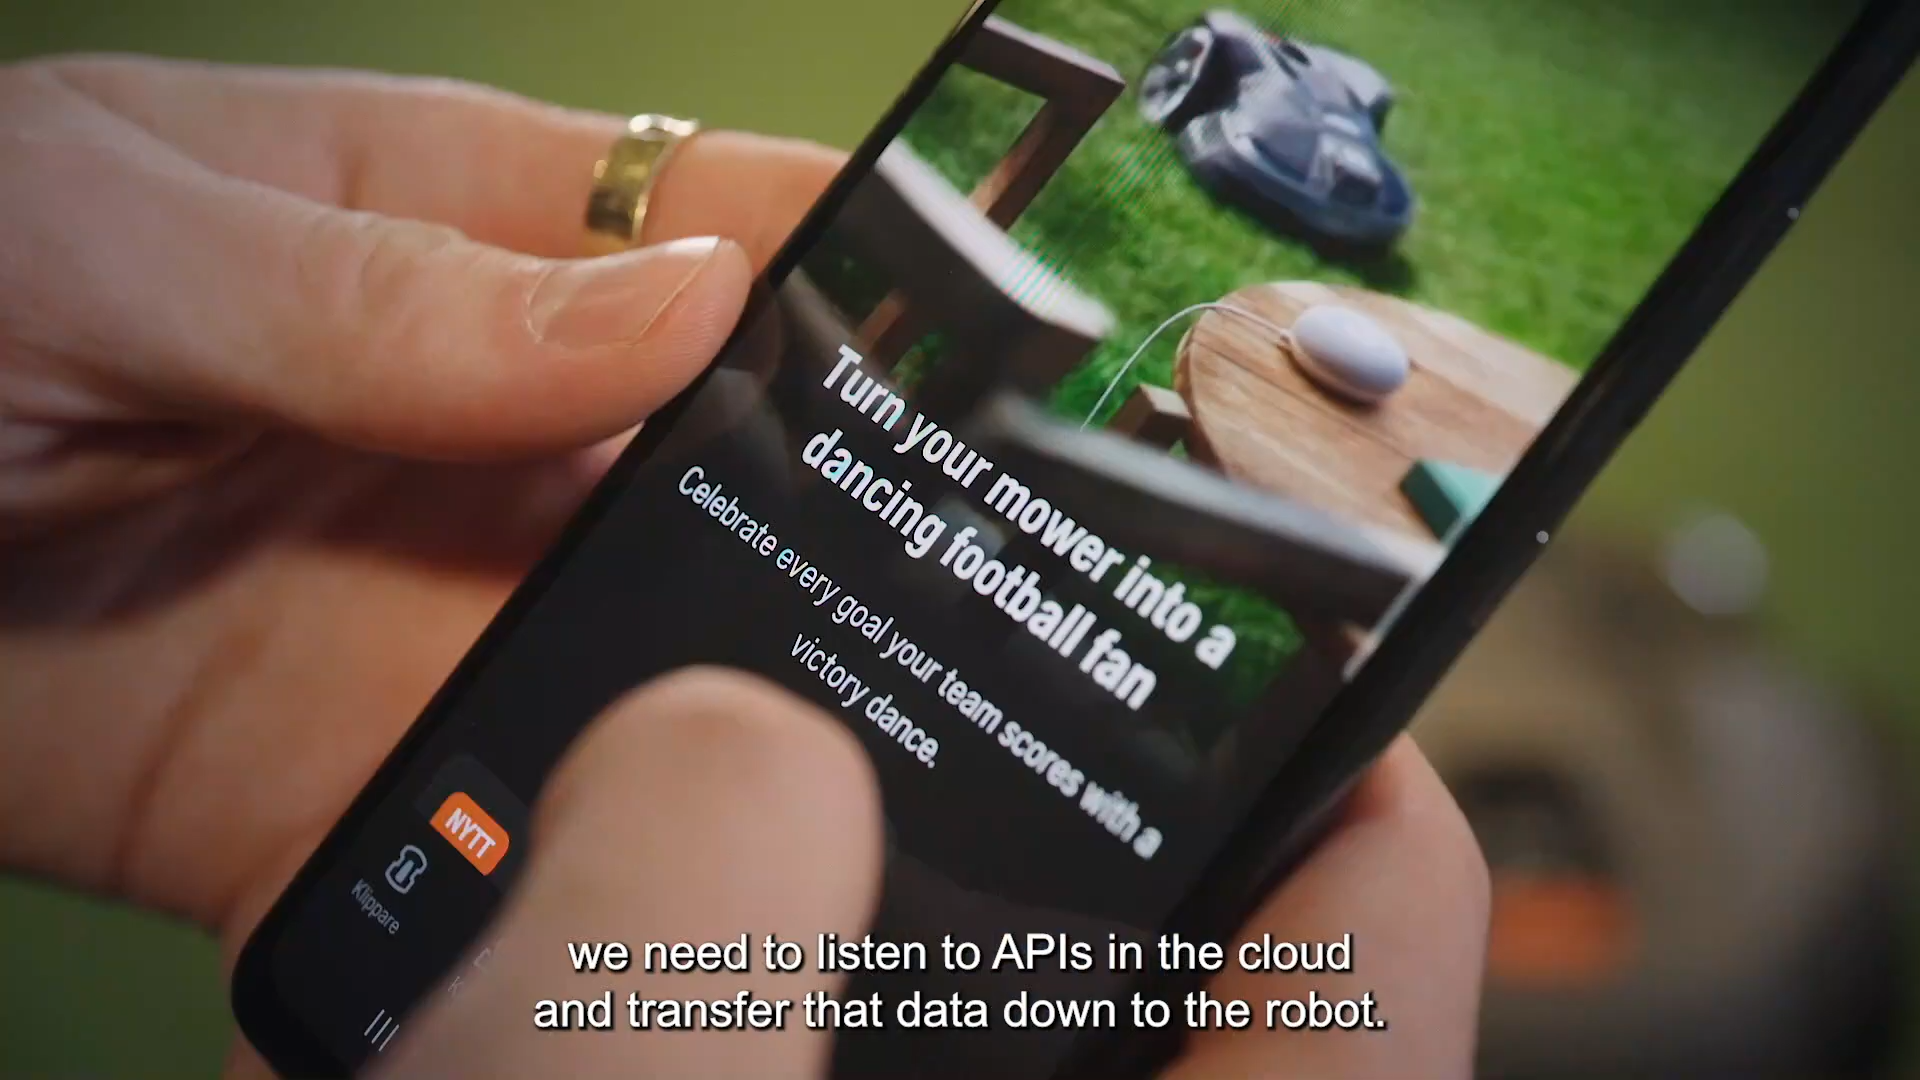 Turn your mower into a
dancing football fan
Celebrate every goal your team scores with a
victory dance.
NYTT
Klippare
we need to listen to APIs in the cloud
and transfer that data down to the robot.